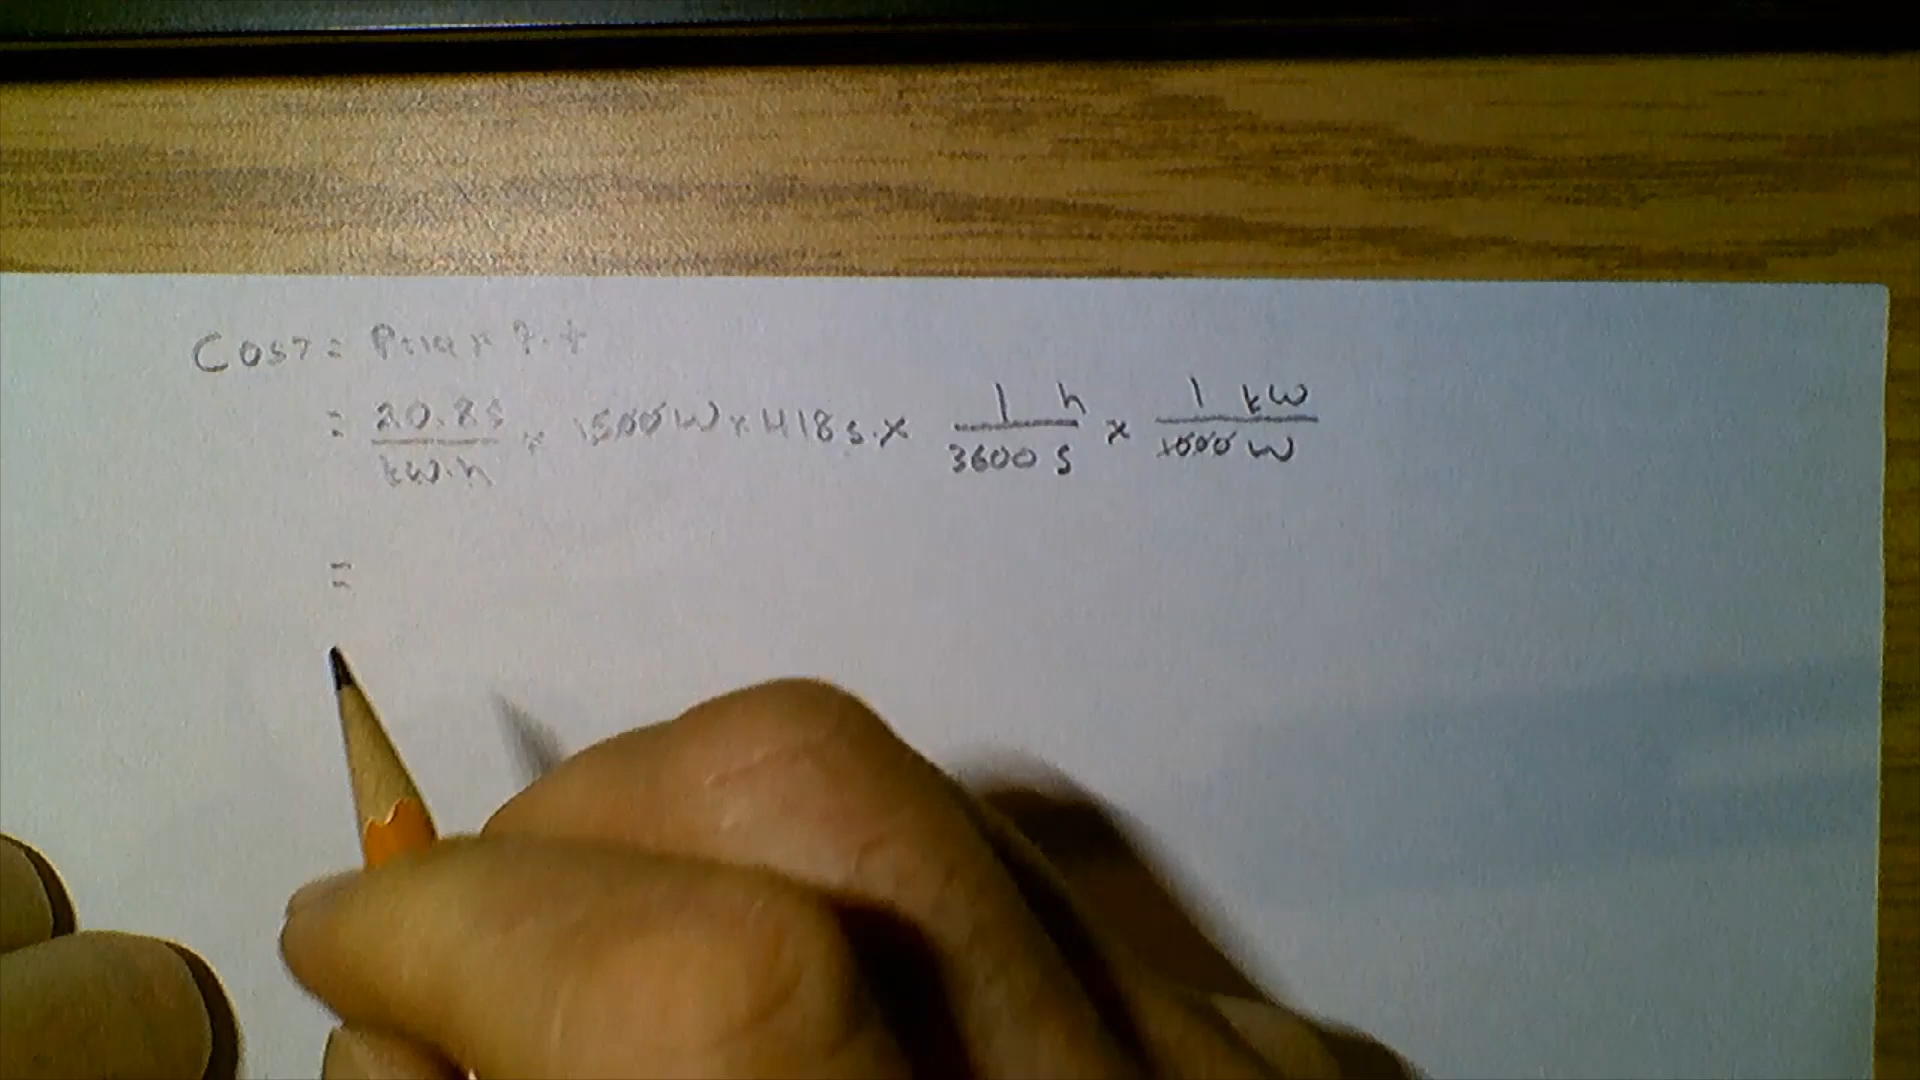 Cost = Price × P·t
= 20.8¢ / kW·h × 1500 W × 418 s × 1 h / 3600 s × 1 kW / 1000 W
=